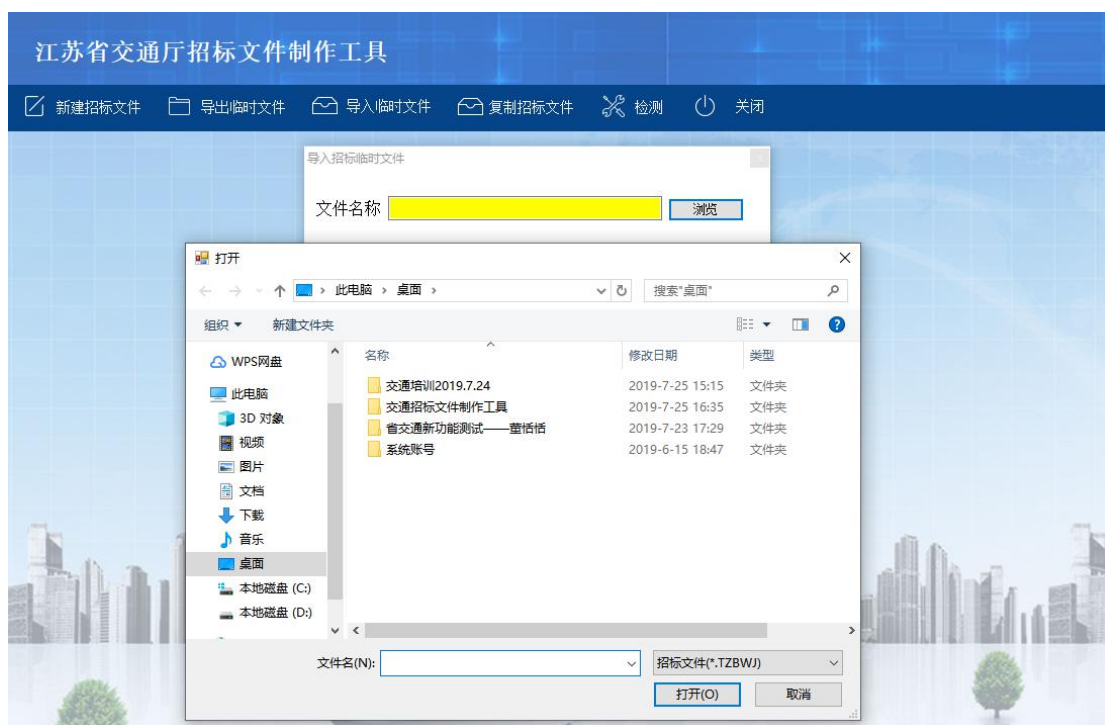 江苏省交通厅招标文件制作工具
新建招标文件 导出临时文件 导入临时文件 复制招标文件 检测 关闭
导入招标临时文件
文件名称 浏览
打开
此电脑 › 桌面 › 搜索"桌面"
组织 新建文件夹
WPS网盘
此电脑
3D 对象
视频
图片
文档
下载
音乐
桌面
本地磁盘 (C:)
本地磁盘 (D:)
名称 修改日期 类型
交通培训2019.7.24 2019-7-25 15:15 文件夹
交通招标文件制作工具 2019-7-25 16:35 文件夹
省交通新功能测试——董恬恬 2019-7-23 17:29 文件夹
系统账号 2019-6-15 18:47 文件夹
文件名(N): 招标文件(*.TZBWJ)
打开(O) 取消